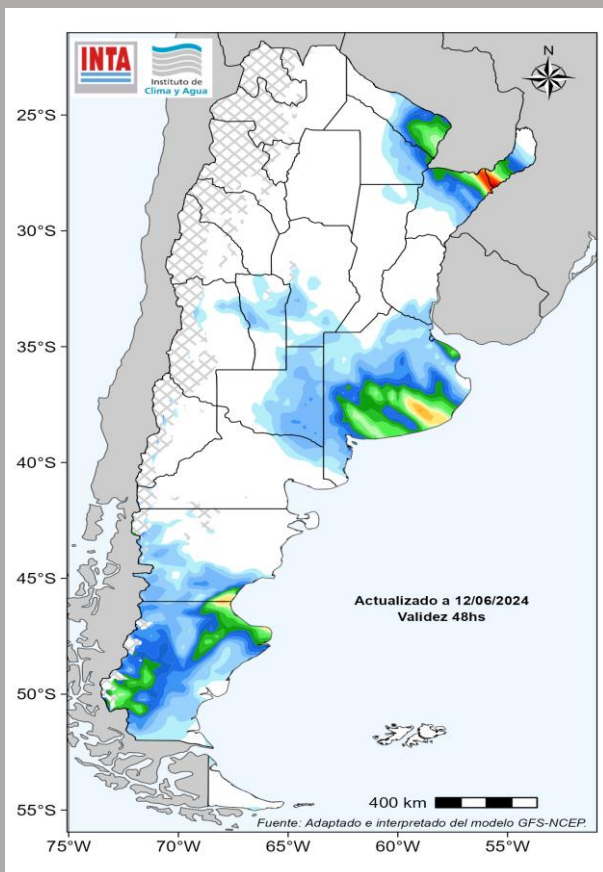 INTA
Instituto de
Clima y Agua
N
25°S
30°S
35°S
40°S
45°S
50°S
55°S
Actualizado a 12/06/2024
Validez 48hs
400 km
Fuente: Adaptado e interpretado del modelo GFS-NCEP.
75°W
70°W
65°W
60°W
55°W